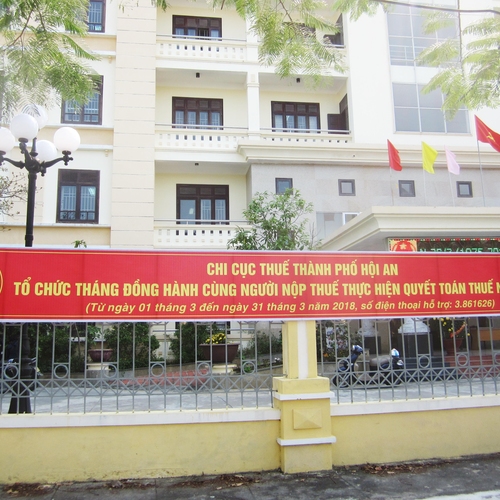 CHI CỤC THUẾ THÀNH PHỐ HỘI AN
TỔ CHỨC THÁNG ĐỒNG HÀNH CÙNG NGƯỜI NỘP THUẾ THỰC HIỆN QUYẾT TOÁN THUẾ
(Từ ngày 01 tháng 3 đến ngày 31 tháng 3 năm 2018, số điện thoại hỗ trợ: 3.861626)